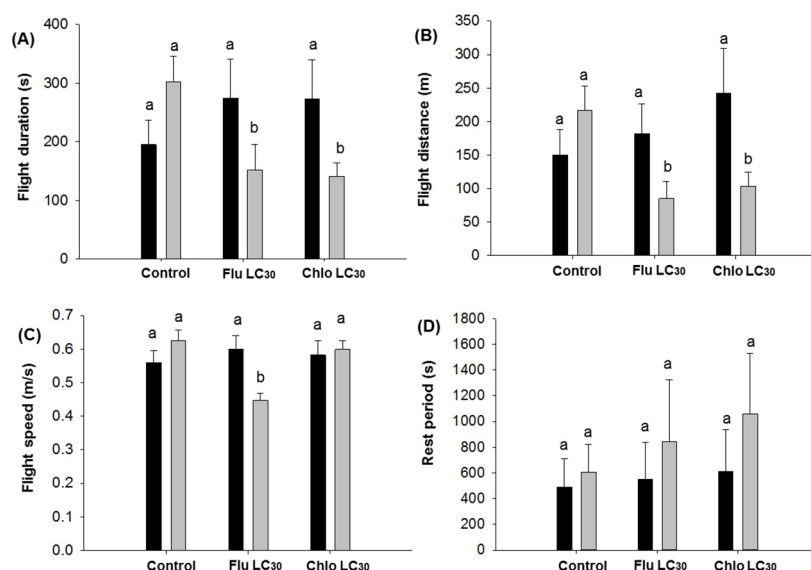 (A)
Flight duration (s)
400
300
200
100
0
a a a b a b
Control Flu LC30 Chlo LC30
(B)
Flight distance (m)
350
300
250
200
150
100
50
0
a a a b a b
Control Flu LC30 Chlo LC30
(C)
Flight speed (m/s)
0.7
0.6
0.5
0.4
0.3
0.2
0.1
0.0
a a a b a a
Control Flu LC30 Chlo LC30
(D)
Rest period (s)
1800
1600
1400
1200
1000
800
600
400
200
0
a a a a a a
Control Flu LC30 Chlo LC30